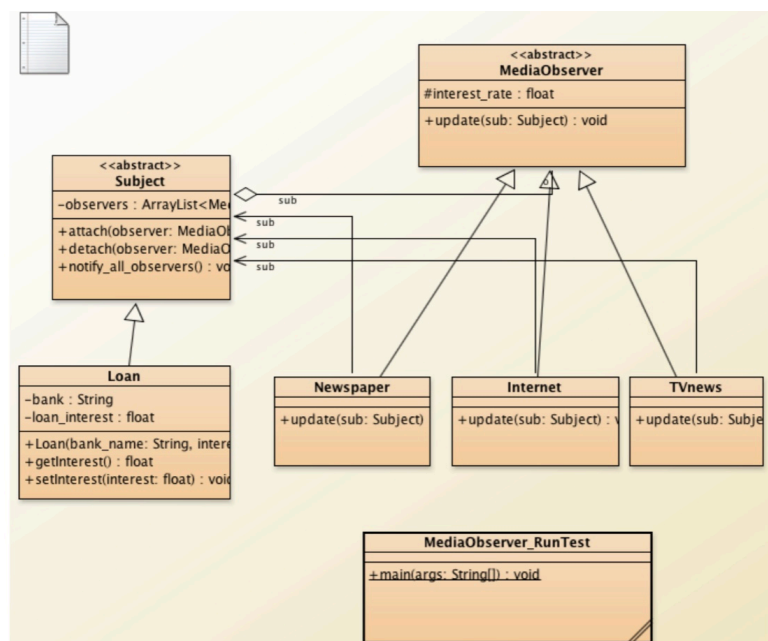 <<abstract>>
MediaObserver
#interest_rate : float
+update(sub: Subject) : void
<<abstract>>
Subject
-observers : ArrayList<Me
+attach(observer: MediaOb
+detach(observer: MediaO
+notify_all_observers() : vo
sub
sub
sub
sub
Loan
-bank : String
-loan_interest : float
+Loan(bank_name: String, intere
+getInterest() : float
+setInterest(interest: float) : void
Newspaper
+update(sub: Subject)
Internet
+update(sub: Subject) : v
TVnews
+update(sub: Subje
MediaObserver_RunTest
+main(args: String[]) : void